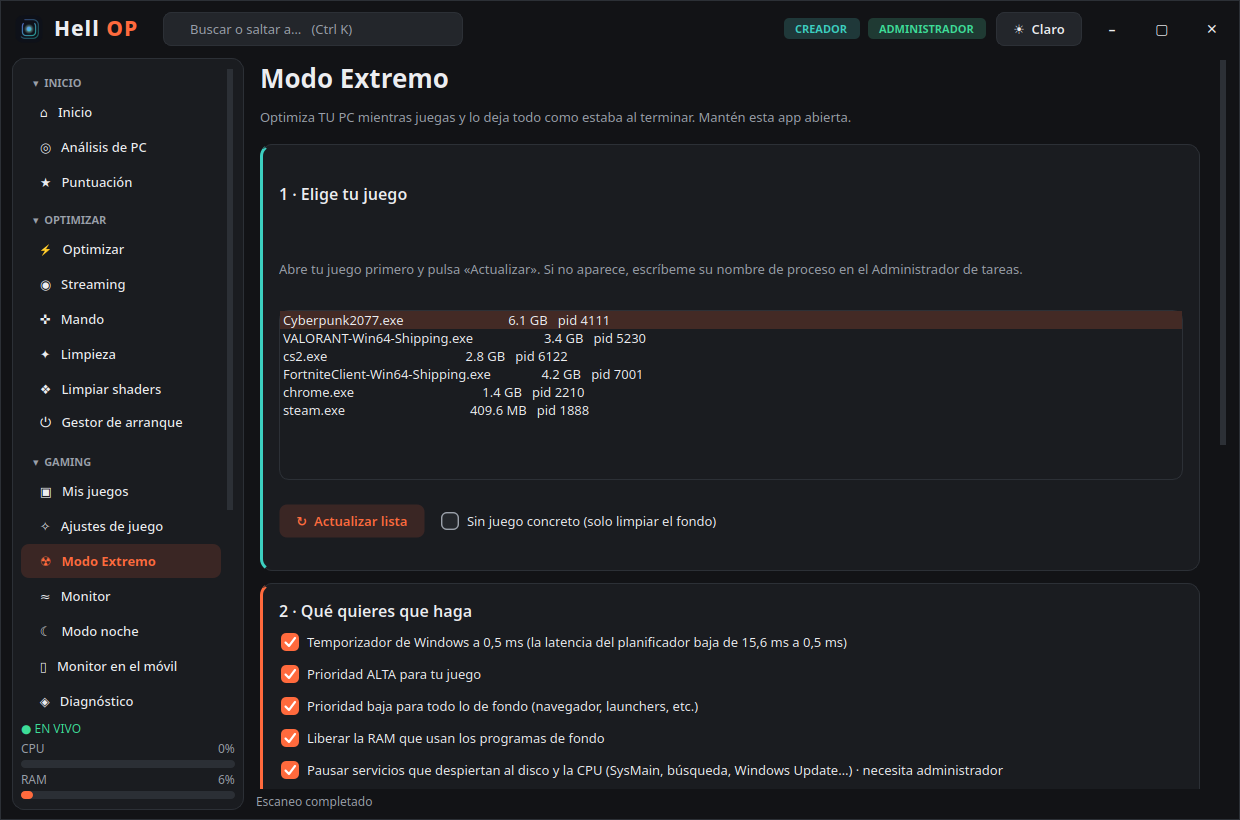 Hell OP
Buscar o saltar a... (Ctrl K)
CREADOR
ADMINISTRADOR
☀ Claro
▾ INICIO
⌂ Inicio
◎ Análisis de PC
★ Puntuación
▾ OPTIMIZAR
⚡ Optimizar
◉ Streaming
✜ Mando
✦ Limpieza
❖ Limpiar shaders
⏻ Gestor de arranque
▾ GAMING
▣ Mis juegos
✧ Ajustes de juego
☢ Modo Extremo
≈ Monitor
☾ Modo noche
▯ Monitor en el móvil
◈ Diagnóstico
● EN VIVO
CPU 0%
RAM 6%
Modo Extremo
Optimiza TU PC mientras juegas y lo deja todo como estaba al terminar. Mantén esta app abierta.
1 · Elige tu juego
Abre tu juego primero y pulsa «Actualizar». Si no aparece, escríbeme su nombre de proceso en el Administrador de tareas.
Cyberpunk2077.exe 6.1 GB pid 4111
VALORANT-Win64-Shipping.exe 3.4 GB pid 5230
cs2.exe 2.8 GB pid 6122
FortniteClient-Win64-Shipping.exe 4.2 GB pid 7001
chrome.exe 1.4 GB pid 2210
steam.exe 409.6 MB pid 1888
↻ Actualizar lista
Sin juego concreto (solo limpiar el fondo)
2 · Qué quieres que haga
Temporizador de Windows a 0,5 ms (la latencia del planificador baja de 15,6 ms a 0,5 ms)
Prioridad ALTA para tu juego
Prioridad baja para todo lo de fondo (navegador, launchers, etc.)
Liberar la RAM que usan los programas de fondo
Pausar servicios que despiertan al disco y la CPU (SysMain, búsqueda, Windows Update...) · necesita administrador
Escaneo completado